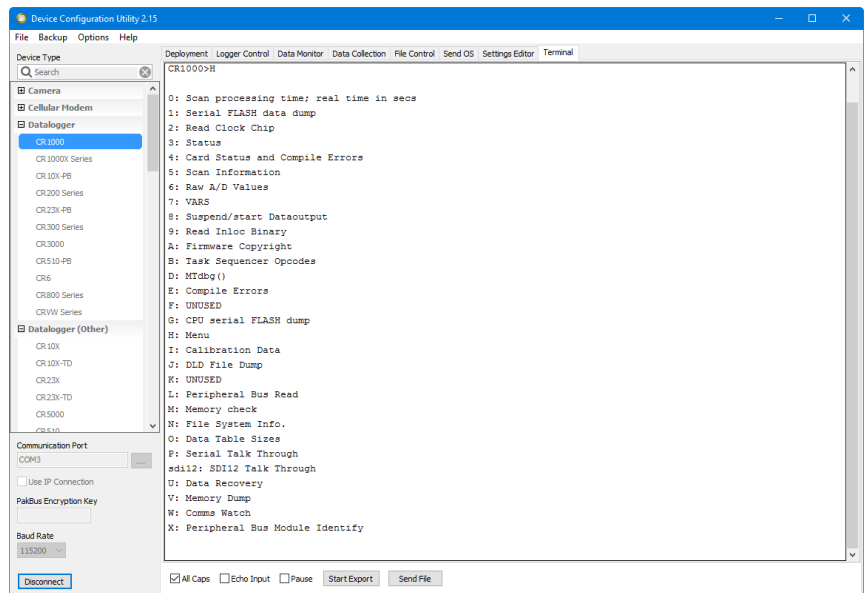 Device Configuration Utility 2.15
File Backup Options Help
Device Type
Search
Camera
Cellular Modem
Datalogger
CR1000
CR1000X Series
CR10X-PB
CR200 Series
CR23X-PB
CR300 Series
CR3000
CR510-PB
CR6
CR800 Series
CRVW Series
Datalogger (Other)
CR10X
CR10X-TD
CR23X
CR23X-TD
CR5000
CR510
Communication Port
COM3
...
Use IP Connection
PakBus Encryption Key
Baud Rate
115200
Disconnect
Deployment Logger Control Data Monitor Data Collection File Control Send OS Settings Editor Terminal
CR1000>H
0: Scan processing time; real time in secs
1: Serial FLASH data dump
2: Read Clock Chip
3: Status
4: Card Status and Compile Errors
5: Scan Information
6: Raw A/D Values
7: VARS
8: Suspend/start Dataoutput
9: Read Inloc Binary
A: Firmware Copyright
B: Task Sequencer Opcodes
D: MTdbg()
E: Compile Errors
F: UNUSED
G: CPU serial FLASH dump
H: Menu
I: Calibration Data
J: DLD File Dump
K: UNUSED
L: Peripheral Bus Read
M: Memory check
N: File System Info.
O: Data Table Sizes
P: Serial Talk Through
sdi12: SDI12 Talk Through
U: Data Recovery
V: Memory Dump
W: Comms Watch
X: Peripheral Bus Module Identify
All Caps Echo Input Pause Start Export Send File